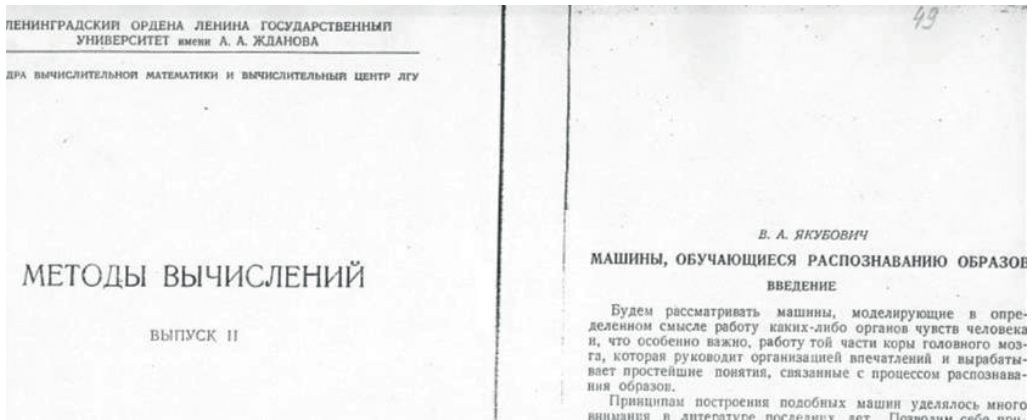 ЛЕНИНГРАДСКИЙ ОРДЕНА ЛЕНИНА ГОСУДАРСТВЕННЫЙ
УНИВЕРСИТЕТ имени А. А. ЖДАНОВА
ДРА ВЫЧИСЛИТЕЛЬНОЙ МАТЕМАТИКИ И ВЫЧИСЛИТЕЛЬНЫЙ ЦЕНТР ЛГУ
МЕТОДЫ ВЫЧИСЛЕНИЙ
ВЫПУСК II
49
В. А. ЯКУБОВИЧ
МАШИНЫ, ОБУЧАЮЩИЕСЯ РАСПОЗНАВАНИЮ ОБРАЗОВ
ВВЕДЕНИЕ
Будем рассматривать машины, моделирующие в опре-
деленном смысле работу каких-либо органов чувств человека
и, что особенно важно, работу той части коры головного моз-
га, которая руководит организацией впечатлений и вырабаты-
вает простейшие понятия, связанные с процессом распознава-
ния образов.
Принципам построения подобных машин уделялось много
внимания в литературе последних лет. Позволим себе при-